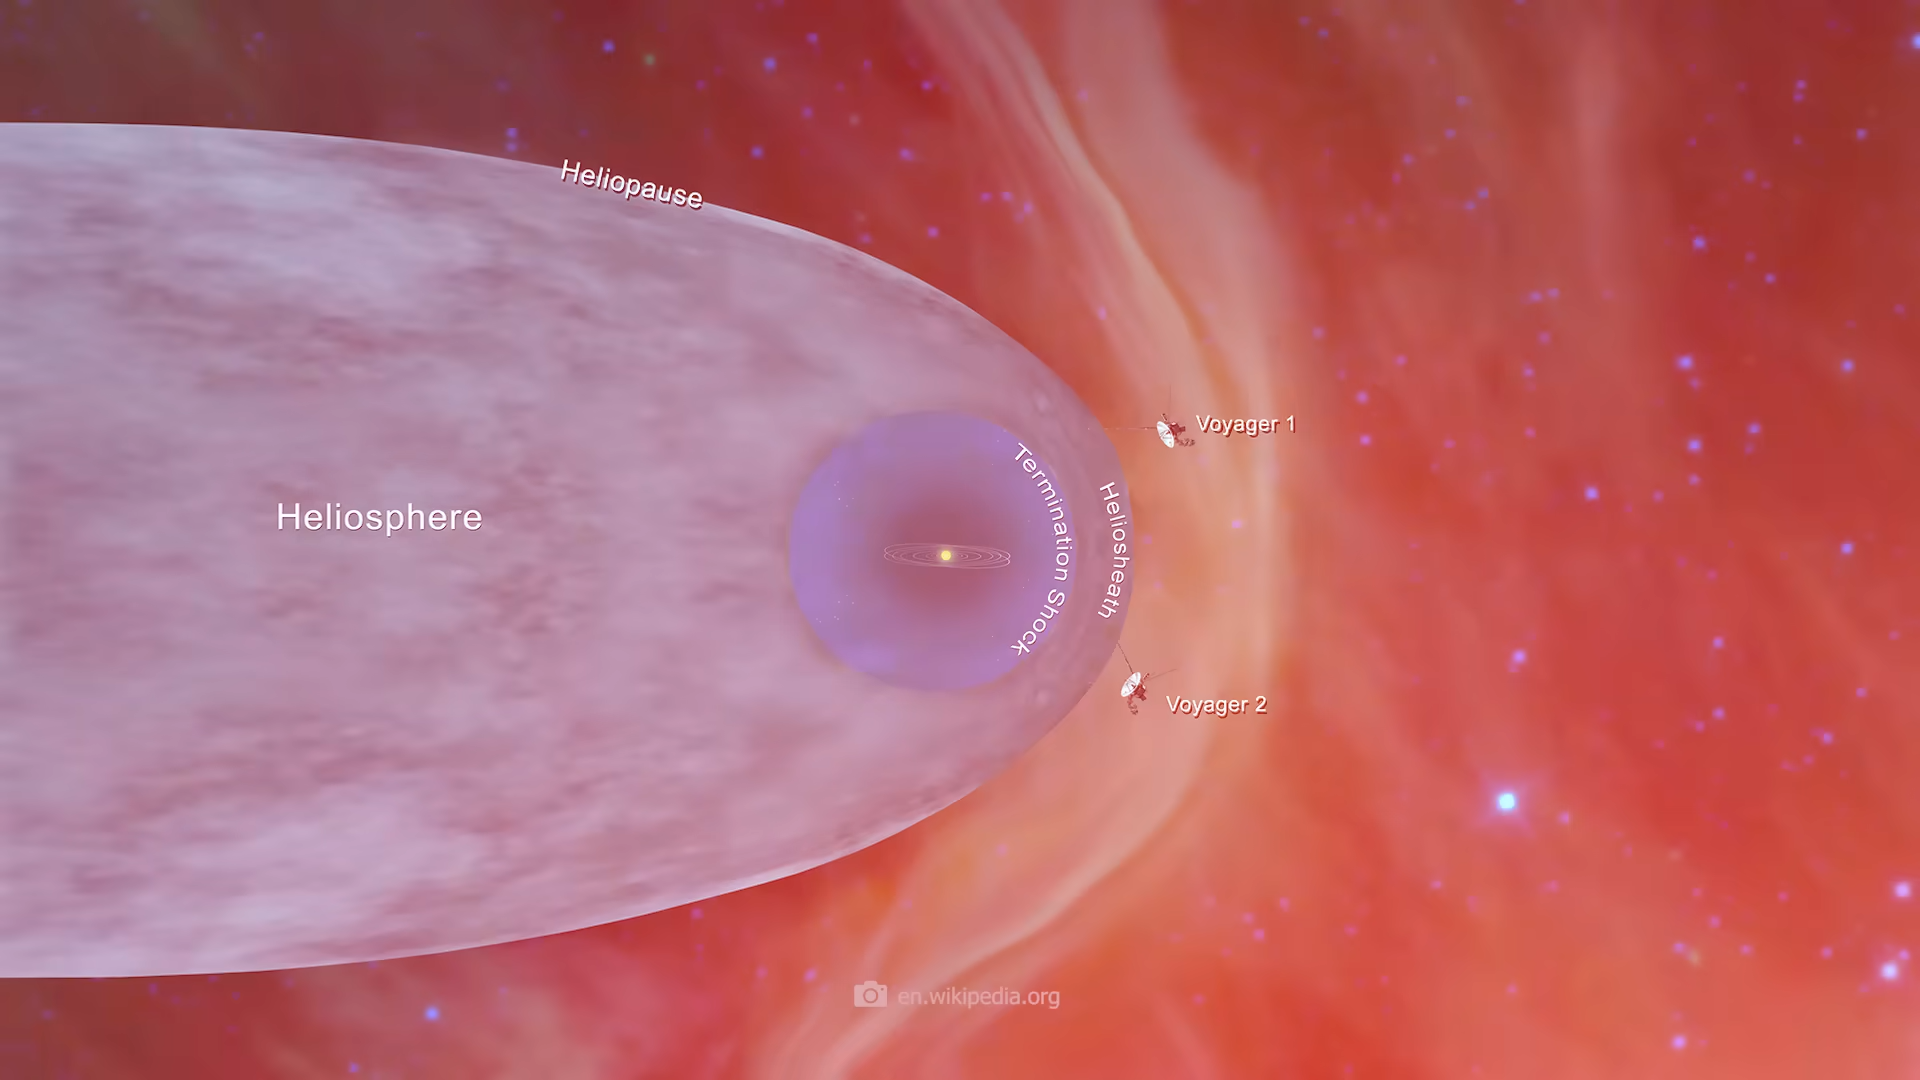 Heliopause
Voyager 1
Termination Shock
Heliosheath
Heliosphere
Voyager 2
en.wikipedia.org